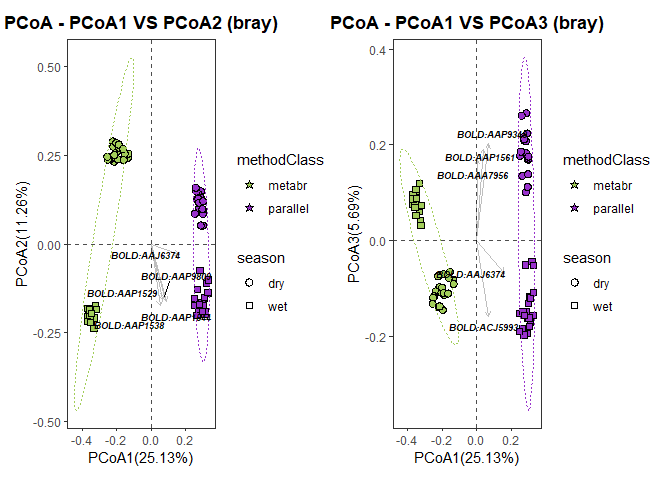 PCoA - PCoA1 VS PCoA2 (bray)
PCoA2(11.26%)
0.50
0.25
0.00
-0.25
-0.50
BOLD:AAJ6374
BOLD:AAP9809
BOLD:AAP1529
BOLD:AAP1538
-0.4
-0.2
0.0
0.2
PCoA1(25.13%)
methodClass
metabr
parallel
season
dry
wet
PCoA - PCoA1 VS PCoA3 (bray)
PCoA3(5.69%)
0.4
0.2
0.0
-0.2
BOLD:AAP1561
BOLD:AAA7956
BOLD:AAJ6374
BOLD:ACJ5993
-0.4
-0.2
0.0
0.2
PCoA1(25.13%)
methodClass
metabr
parallel
season
dry
wet